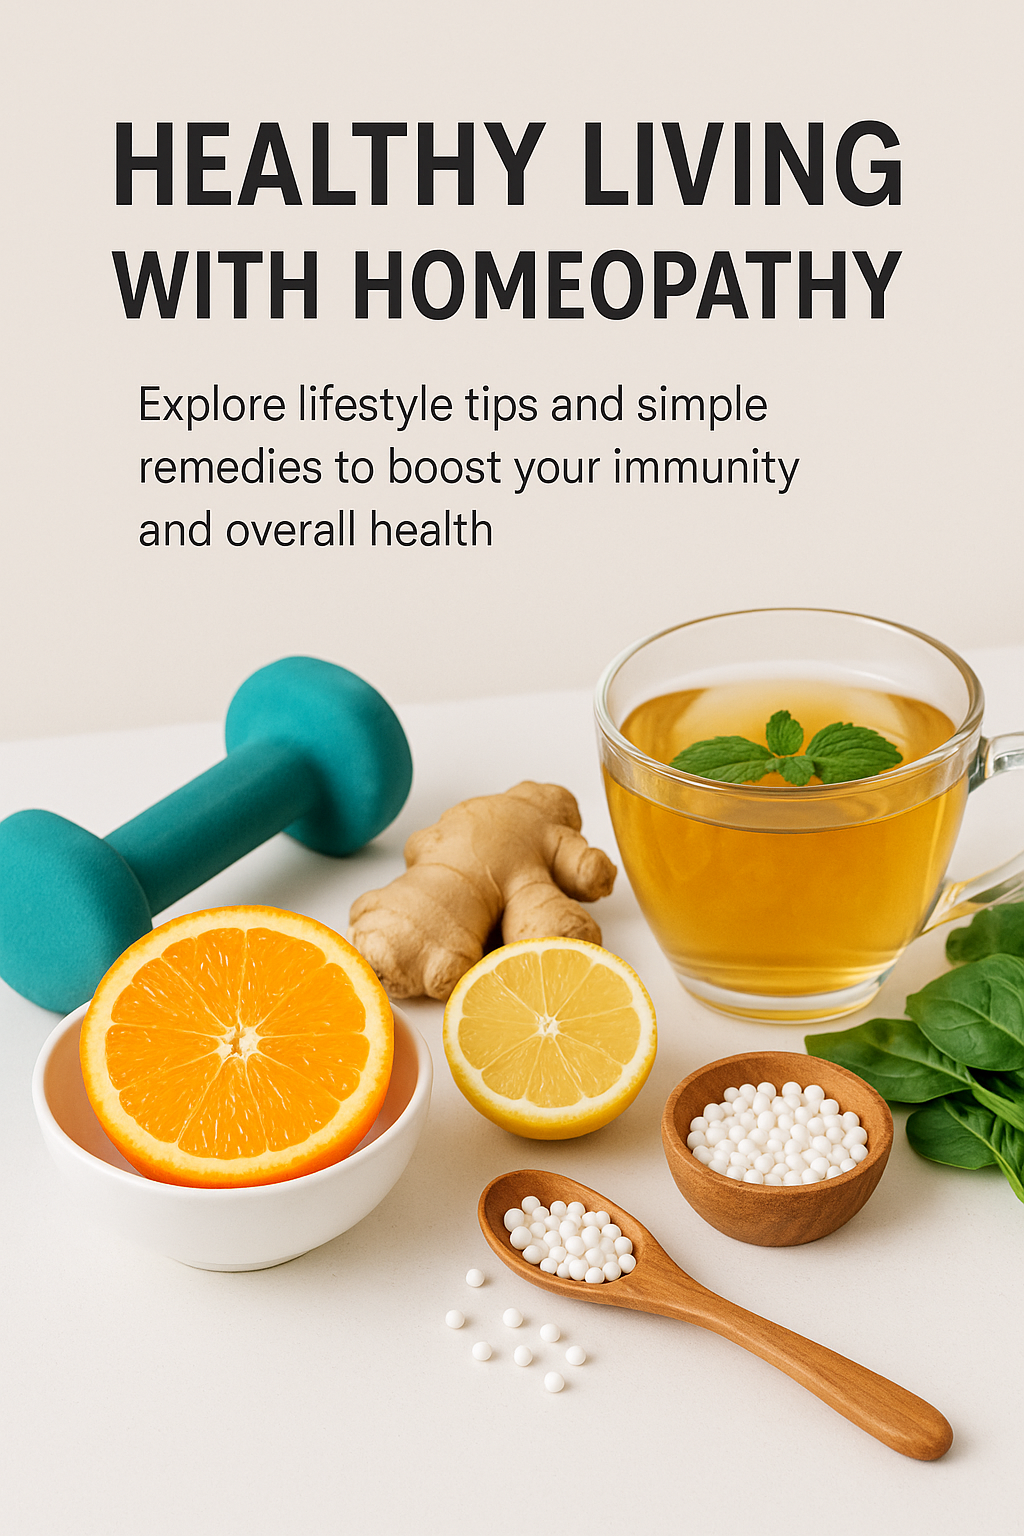 HEALTHY LIVING
WITH HOMEOPATHY
Explore lifestyle tips and simple
remedies to boost your immunity
and overall health